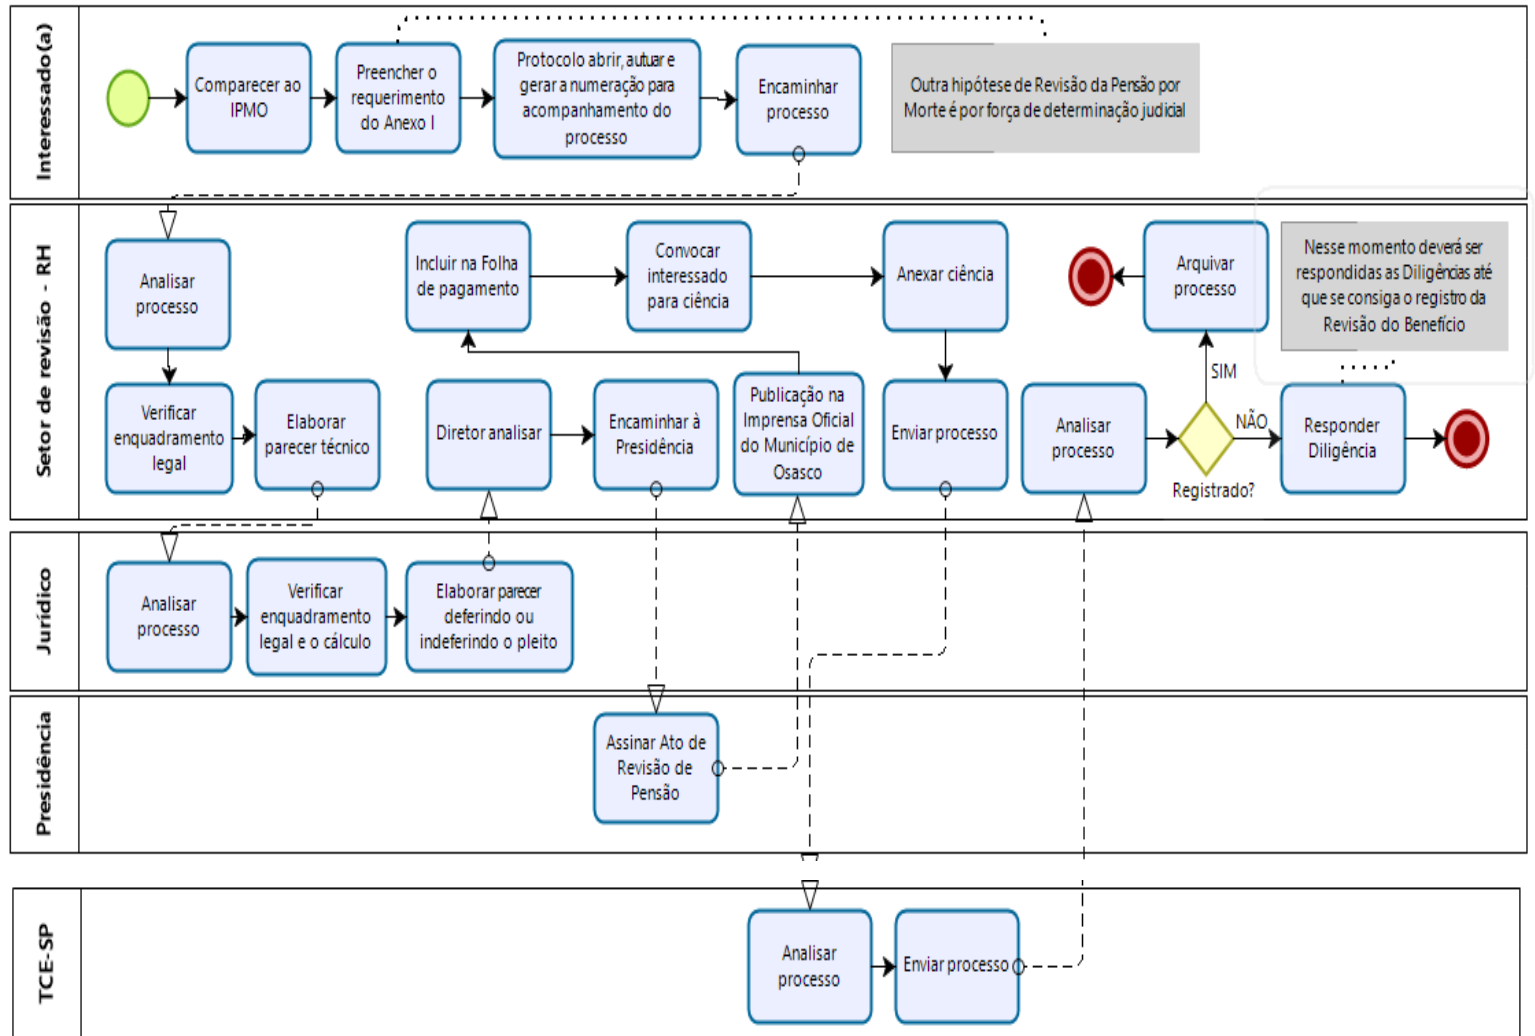 Interessado(a)
Comparecer ao
IPMO
Preencher o
requerimento
do Anexo I
Protocolo abrir, autuar e
gerar a numeração para
acompanhamento do
processo
Encaminhar
processo
Outra hipótese de Revisão da Pensão por
Morte é por força de determinação judicial
Setor de revisão - RH
Analisar
processo
Incluir na Folha
de pagamento
Convocar
interessado
para ciência
Anexar ciência
Arquivar
processo
Nesse momento deverá ser
respondidas as Diligências até
que se consiga o registro da
Revisão do Benefício
Verificar
enquadramento
legal
Elaborar
parecer técnico
Diretor analisar
Encaminhar à
Presidência
Publicação na
Imprensa Oficial
do Município de
Osasco
Enviar processo
Analisar
processo
SIM
NÃO
Registrado?
Responder
Diligência
Jurídico
Analisar
processo
Verificar
enquadramento
legal e o cálculo
Elaborar parecer
deferindo ou
indeferindo o pleito
Presidência
Assinar Ato de
Revisão de
Pensão
TCE-SP
Analisar
processo
Enviar processo